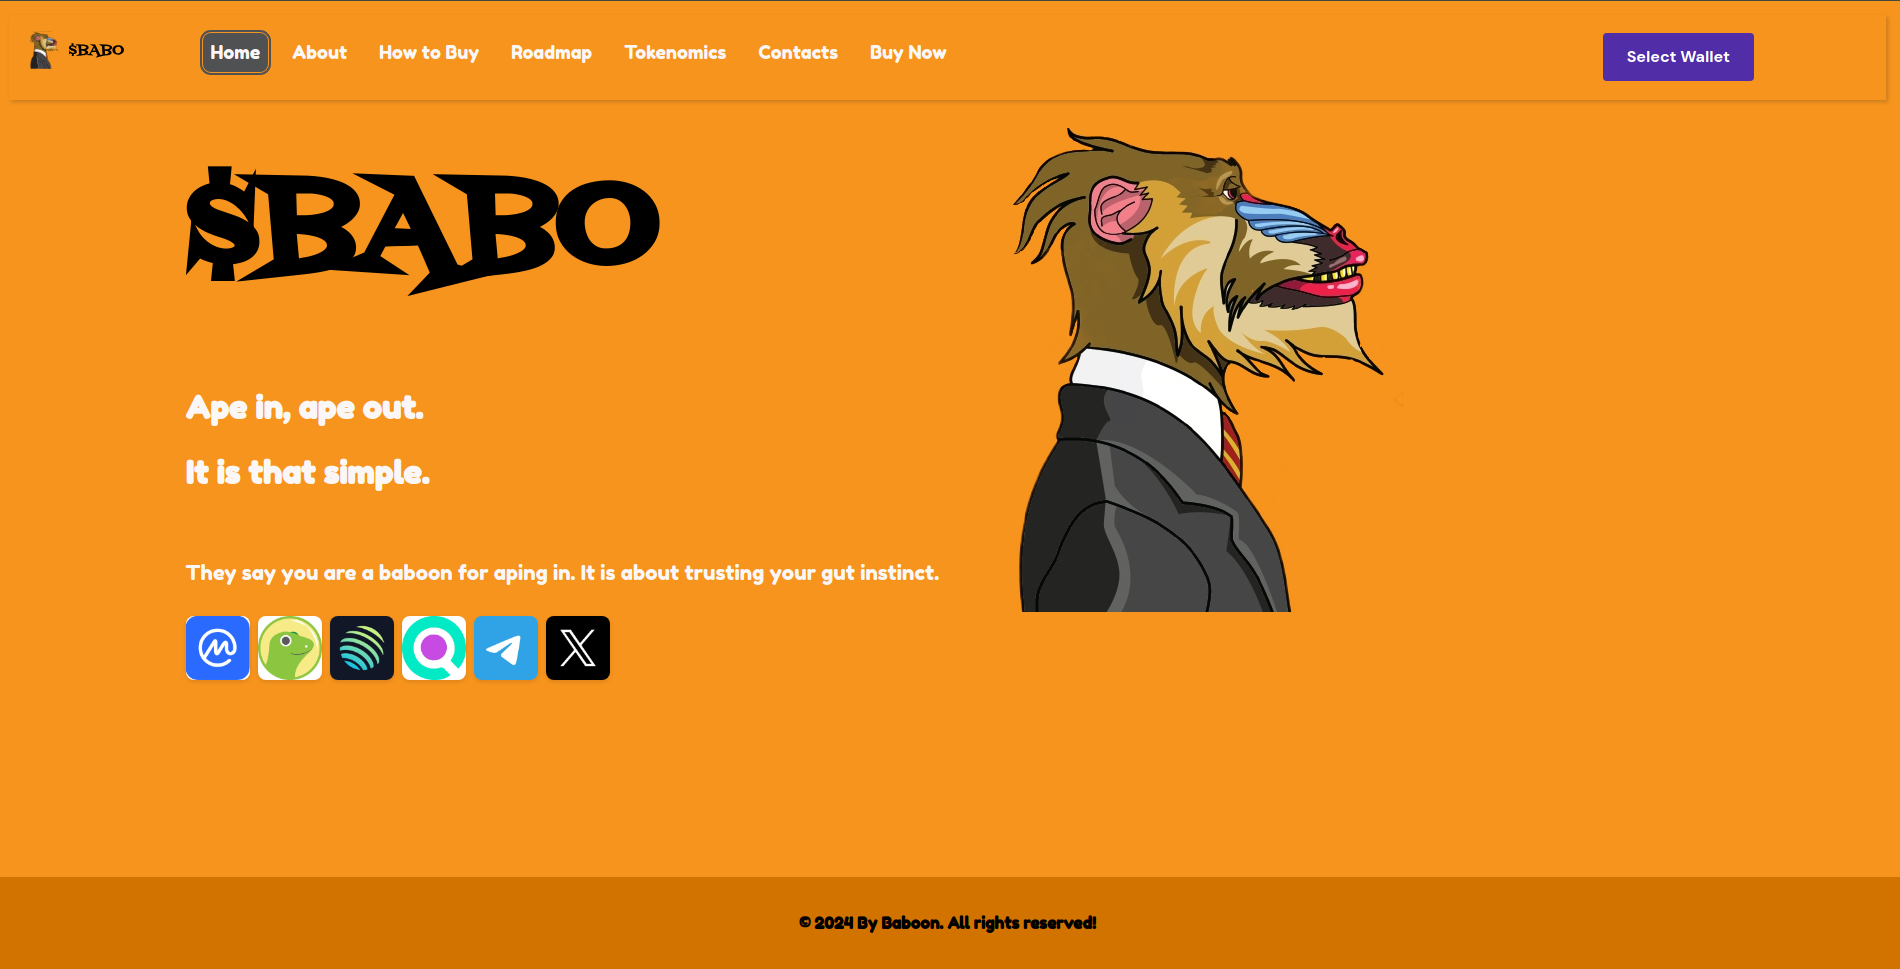 $BABO
Home About How to Buy Roadmap Tokenomics Contacts Buy Now
Select Wallet
$BABO
Ape in, ape out.
It is that simple.
They say you are a baboon for aping in. It is about trusting your gut instinct.
© 2024 By Baboon. All rights reserved!